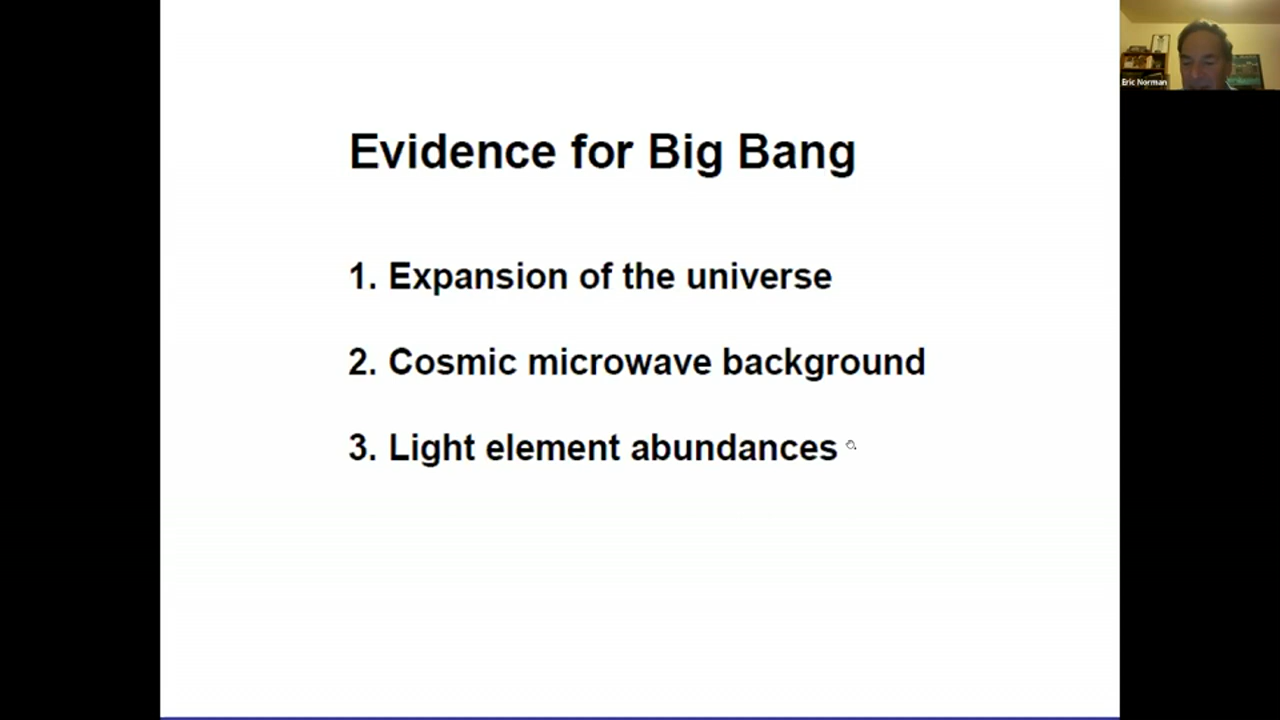 Evidence for Big Bang
1. Expansion of the universe
2. Cosmic microwave background
3. Light element abundances
Eric Norman